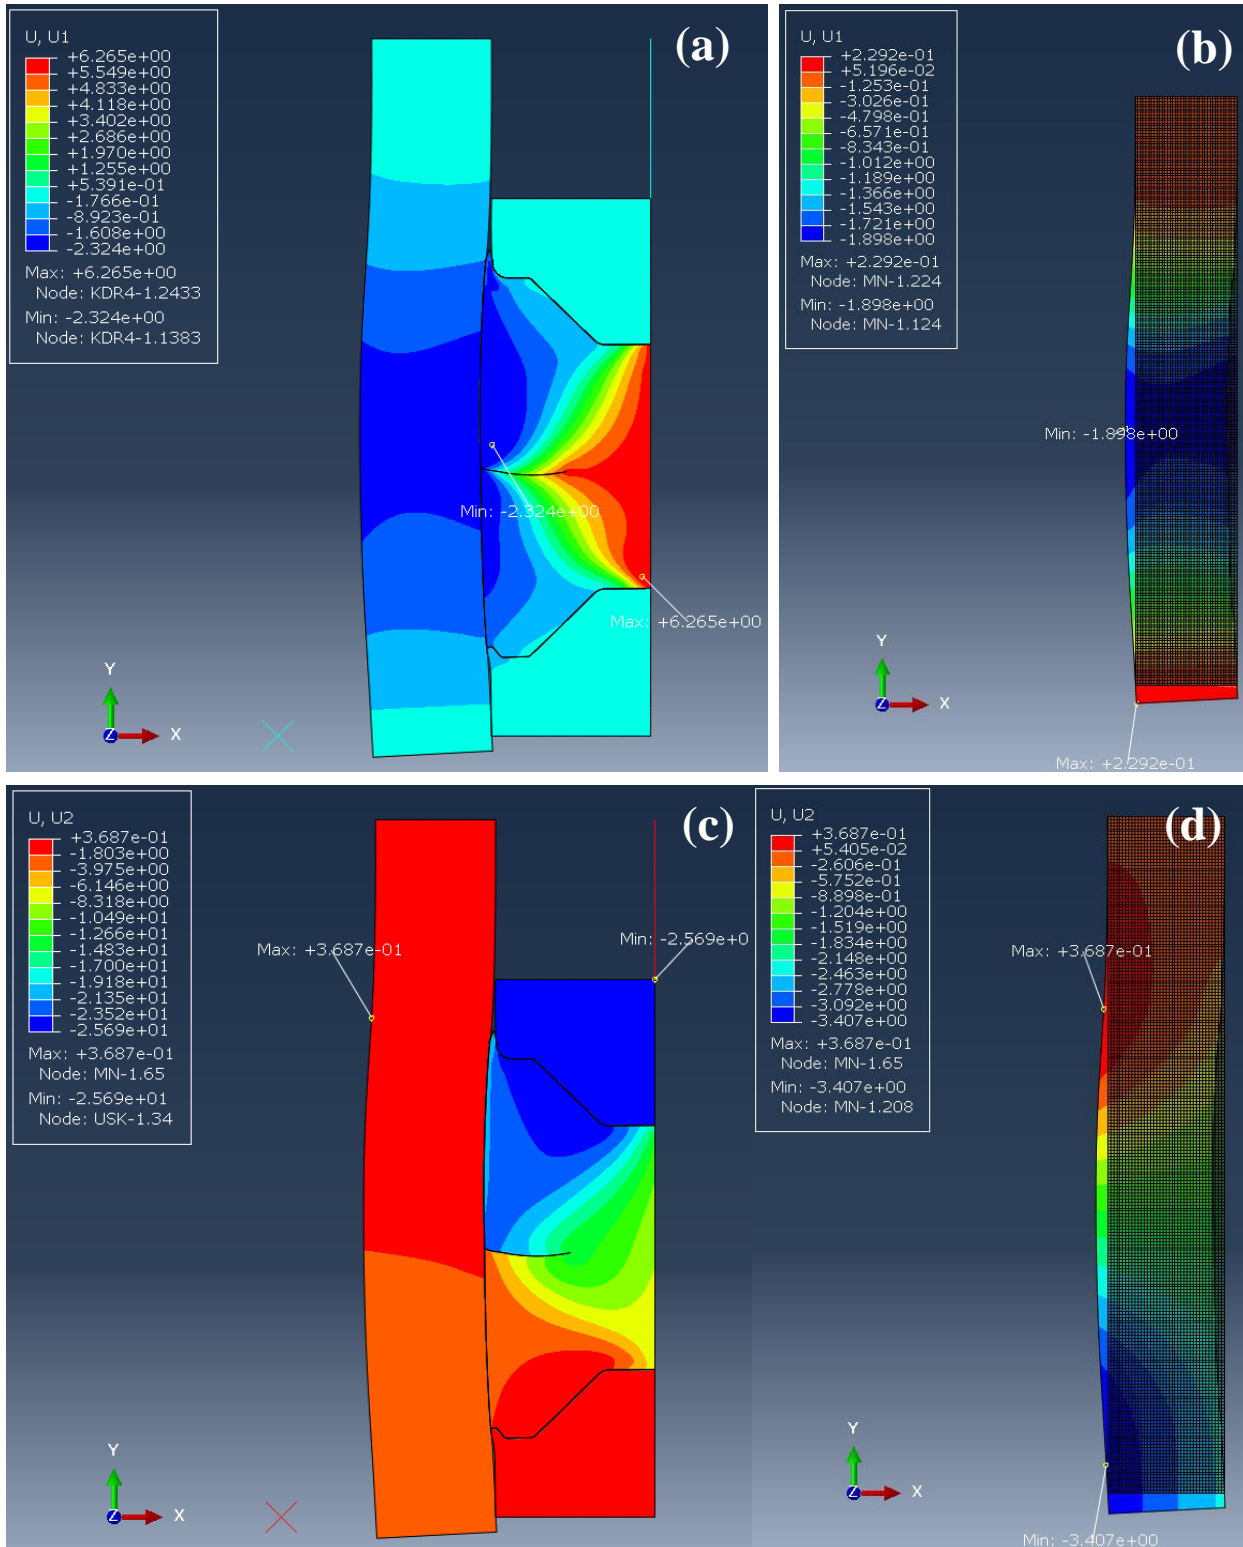 (a)
U, U1
+6.265e+00
+5.549e+00
+4.833e+00
+4.118e+00
+3.402e+00
+2.686e+00
+1.970e+00
+1.255e+00
+5.391e-01
-1.766e-01
-8.923e-01
-1.608e+00
-2.324e+00
Max: +6.265e+00
Node: KDR4-1.2433
Min: -2.324e+00
Node: KDR4-1.1383
Min: -2.324e+00
Max: +6.265e+00
Y
Z
X
(b)
U, U1
+2.292e-01
+5.196e-02
-1.253e-01
-3.026e-01
-4.798e-01
-6.571e-01
-8.343e-01
-1.012e+00
-1.189e+00
-1.366e+00
-1.543e+00
-1.721e+00
-1.898e+00
Max: +2.292e-01
Node: MN-1.224
Min: -1.898e+00
Node: MN-1.124
Min: -1.898e+00
Y
Z
X
Max: +2.292e-01
(c)
U, U2
+3.687e-01
-1.803e+00
-3.975e+00
-6.146e+00
-8.318e+00
-1.049e+01
-1.266e+01
-1.483e+01
-1.700e+01
-1.918e+01
-2.135e+01
-2.352e+01
-2.569e+01
Max: +3.687e-01
Node: MN-1.65
Min: -2.569e+01
Node: USK-1.34
Max: +3.687e-01
Min: -2.569e+0
Y
Z
X
(d)
U, U2
+3.687e-01
+5.405e-02
-2.606e-01
-5.752e-01
-8.898e-01
-1.204e+00
-1.519e+00
-1.834e+00
-2.148e+00
-2.463e+00
-2.778e+00
-3.092e+00
-3.407e+00
Max: +3.687e-01
Node: MN-1.65
Min: -3.407e+00
Node: MN-1.208
Max: +3.687e-01
Y
Z
X
Min: -3.407e+00